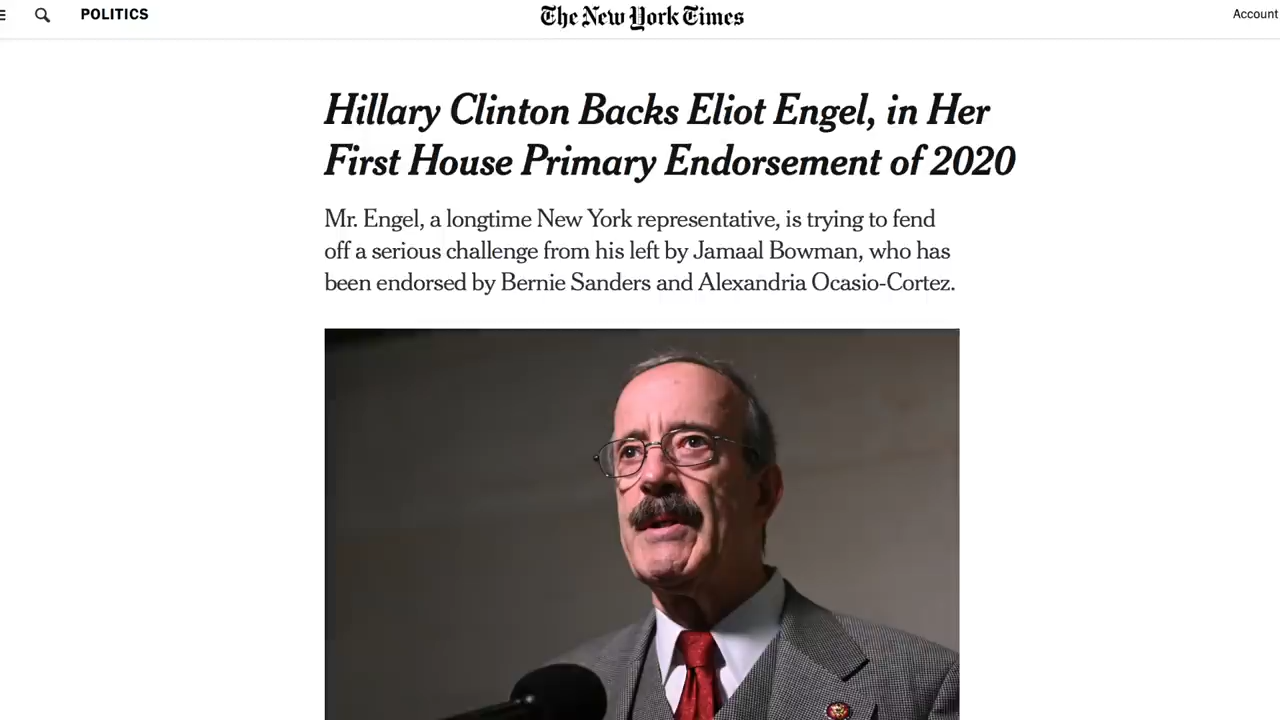 POLITICS
The New York Times
Account
Hillary Clinton Backs Eliot Engel, in Her
First House Primary Endorsement of 2020
Mr. Engel, a longtime New York representative, is trying to fend
off a serious challenge from his left by Jamaal Bowman, who has
been endorsed by Bernie Sanders and Alexandria Ocasio-Cortez.